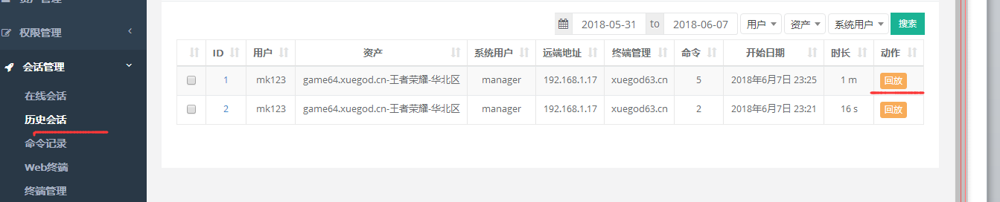 资产管理
权限管理
会话管理
在线会话
历史会话
命令记录
Web终端
终端管理
2018-05-31 to 2018-06-07 用户 资产 系统用户 搜索
ID 用户 资产 系统用户 远端地址 终端管理 命令 开始日期 时长 动作
1 mk123 game64.xuegod.cn-王者荣耀-华北区 manager 192.168.1.17 xuegod63.cn 5 2018年6月7日 23:25 1 m 回放
2 mk123 game64.xuegod.cn-王者荣耀-华北区 manager 192.168.1.17 xuegod63.cn 2 2018年6月7日 23:21 16 s 回放